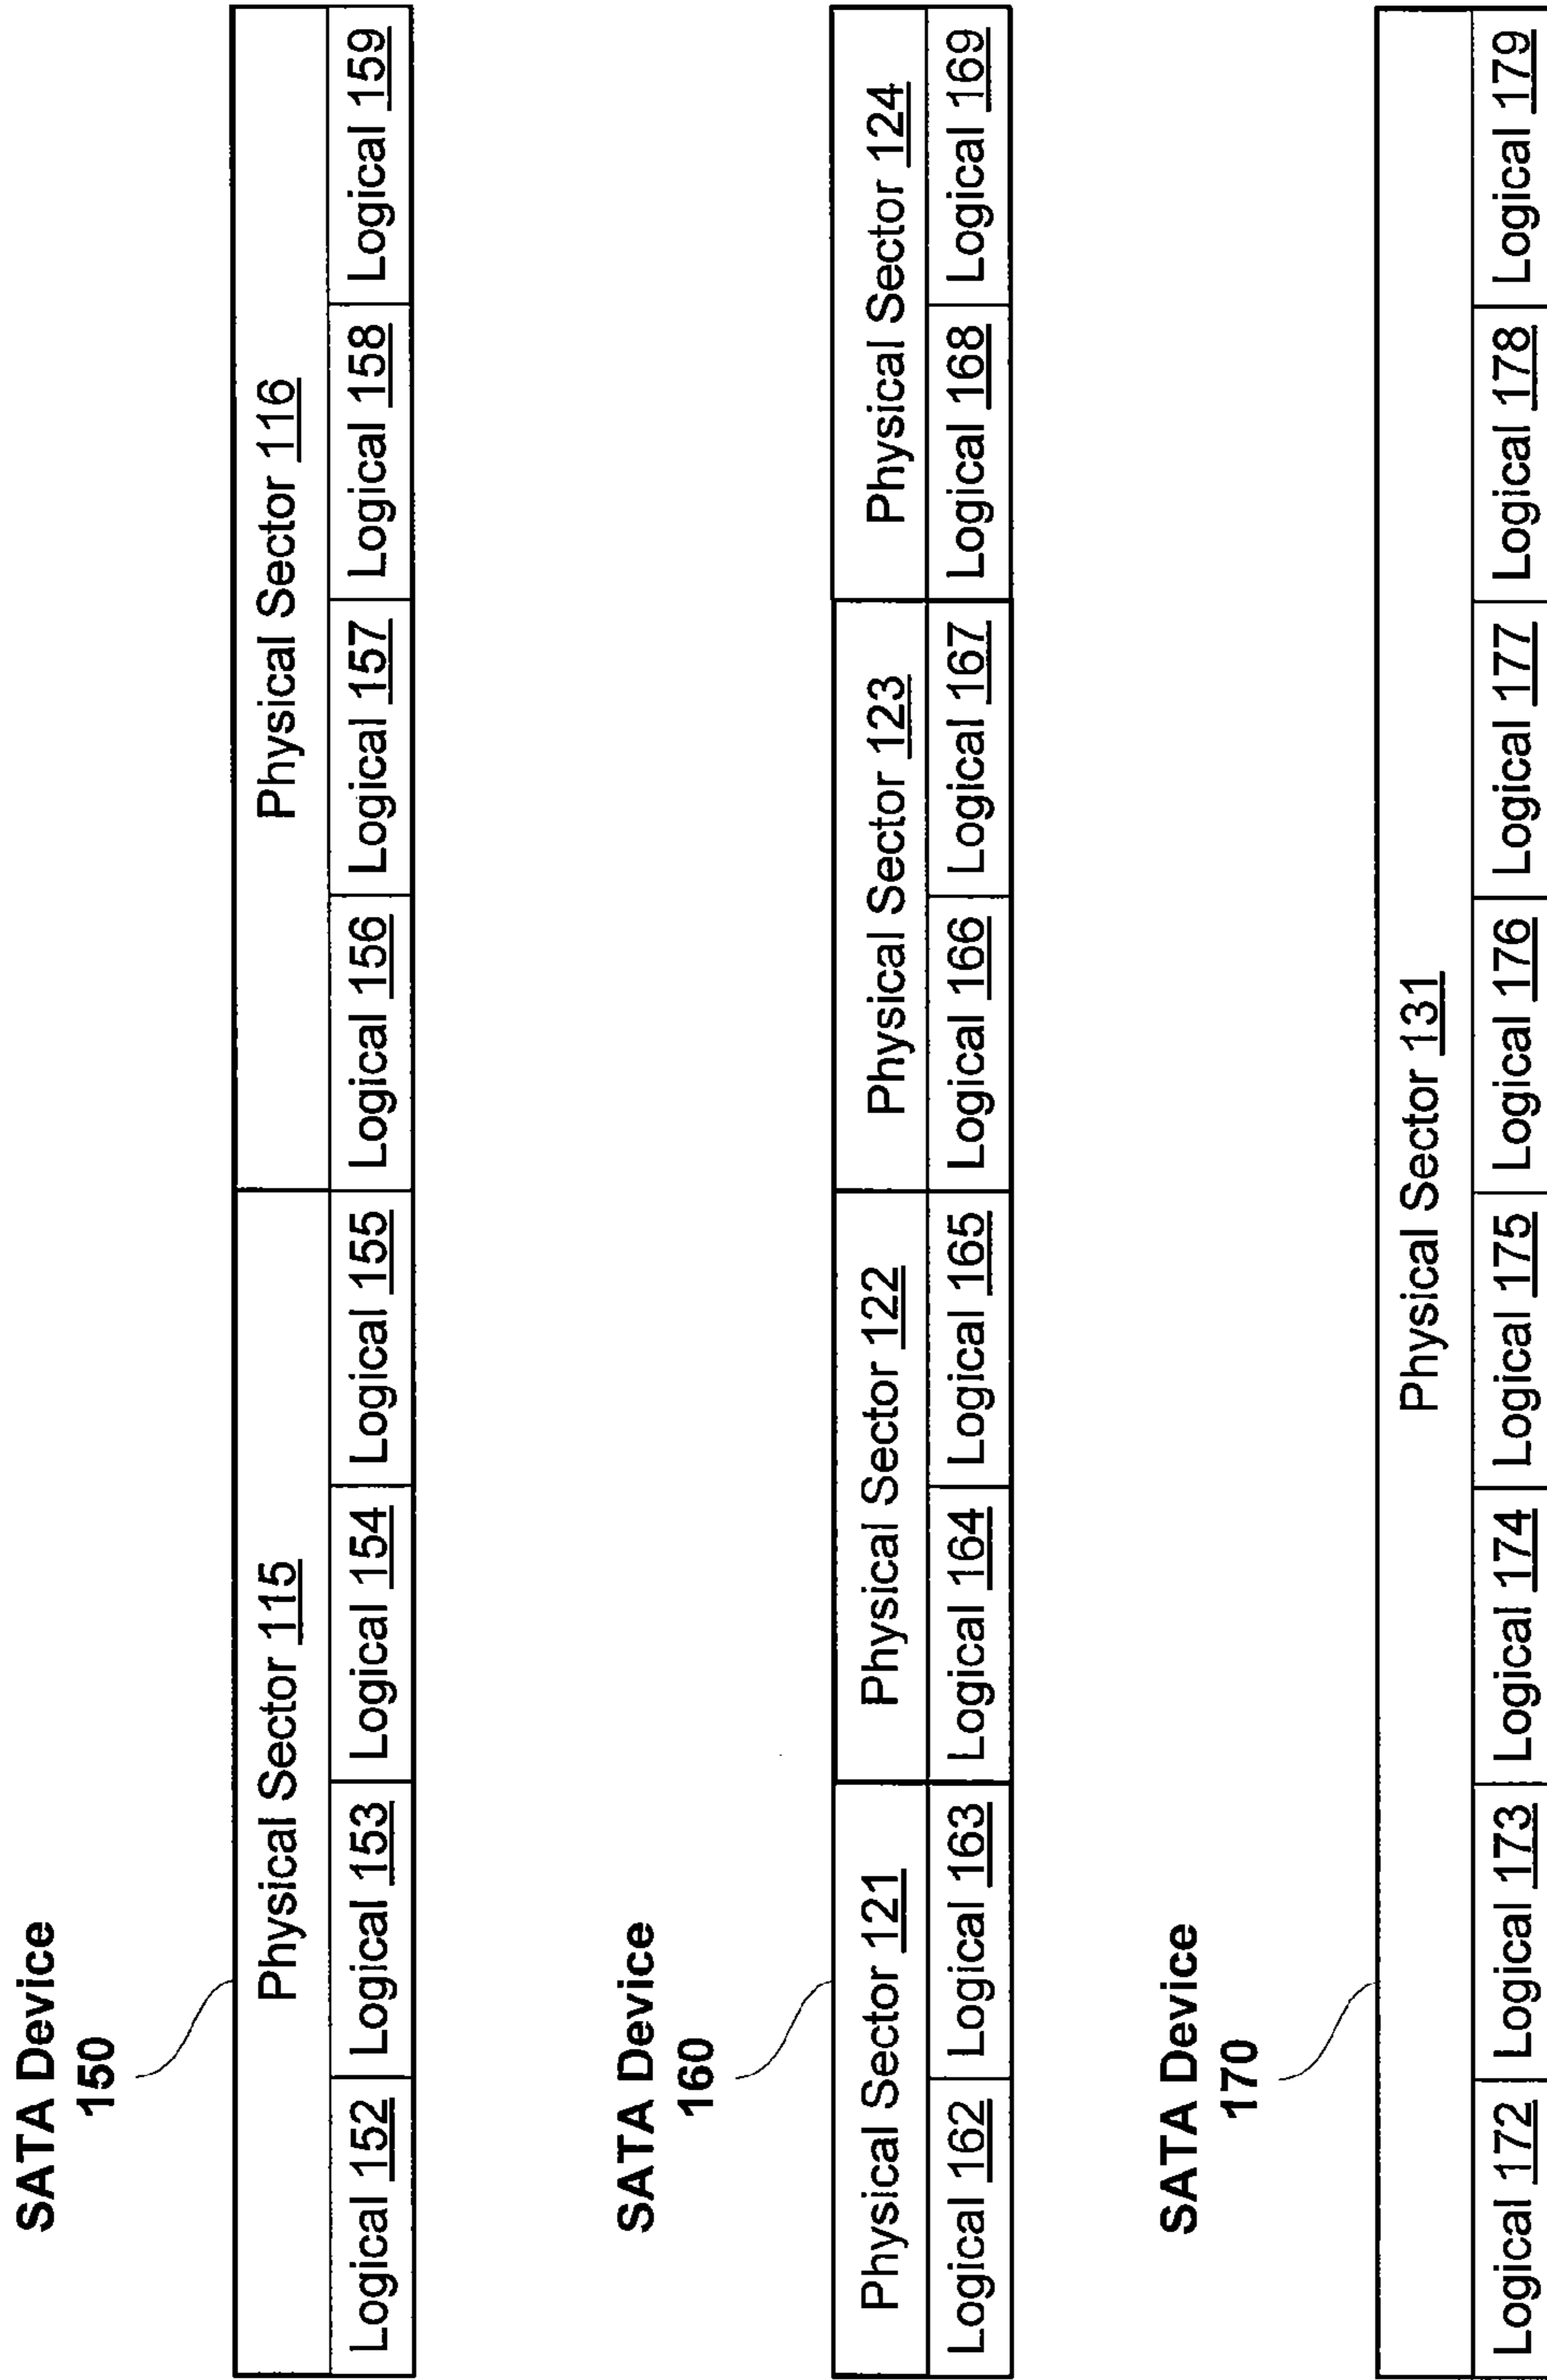 SATA Device
150
Physical Sector 115 Physical Sector 116
Logical 152 Logical 153 Logical 154 Logical 155 Logical 156 Logical 157 Logical 158 Logical 159
SATA Device
160
Physical Sector 121 Physical Sector 122 Physical Sector 123 Physical Sector 124
Logical 162 Logical 163 Logical 164 Logical 165 Logical 166 Logical 167 Logical 168 Logical 169
SATA Device
170
Physical Sector 131
Logical 172 Logical 173 Logical 174 Logical 175 Logical 176 Logical 177 Logical 178 Logical 179